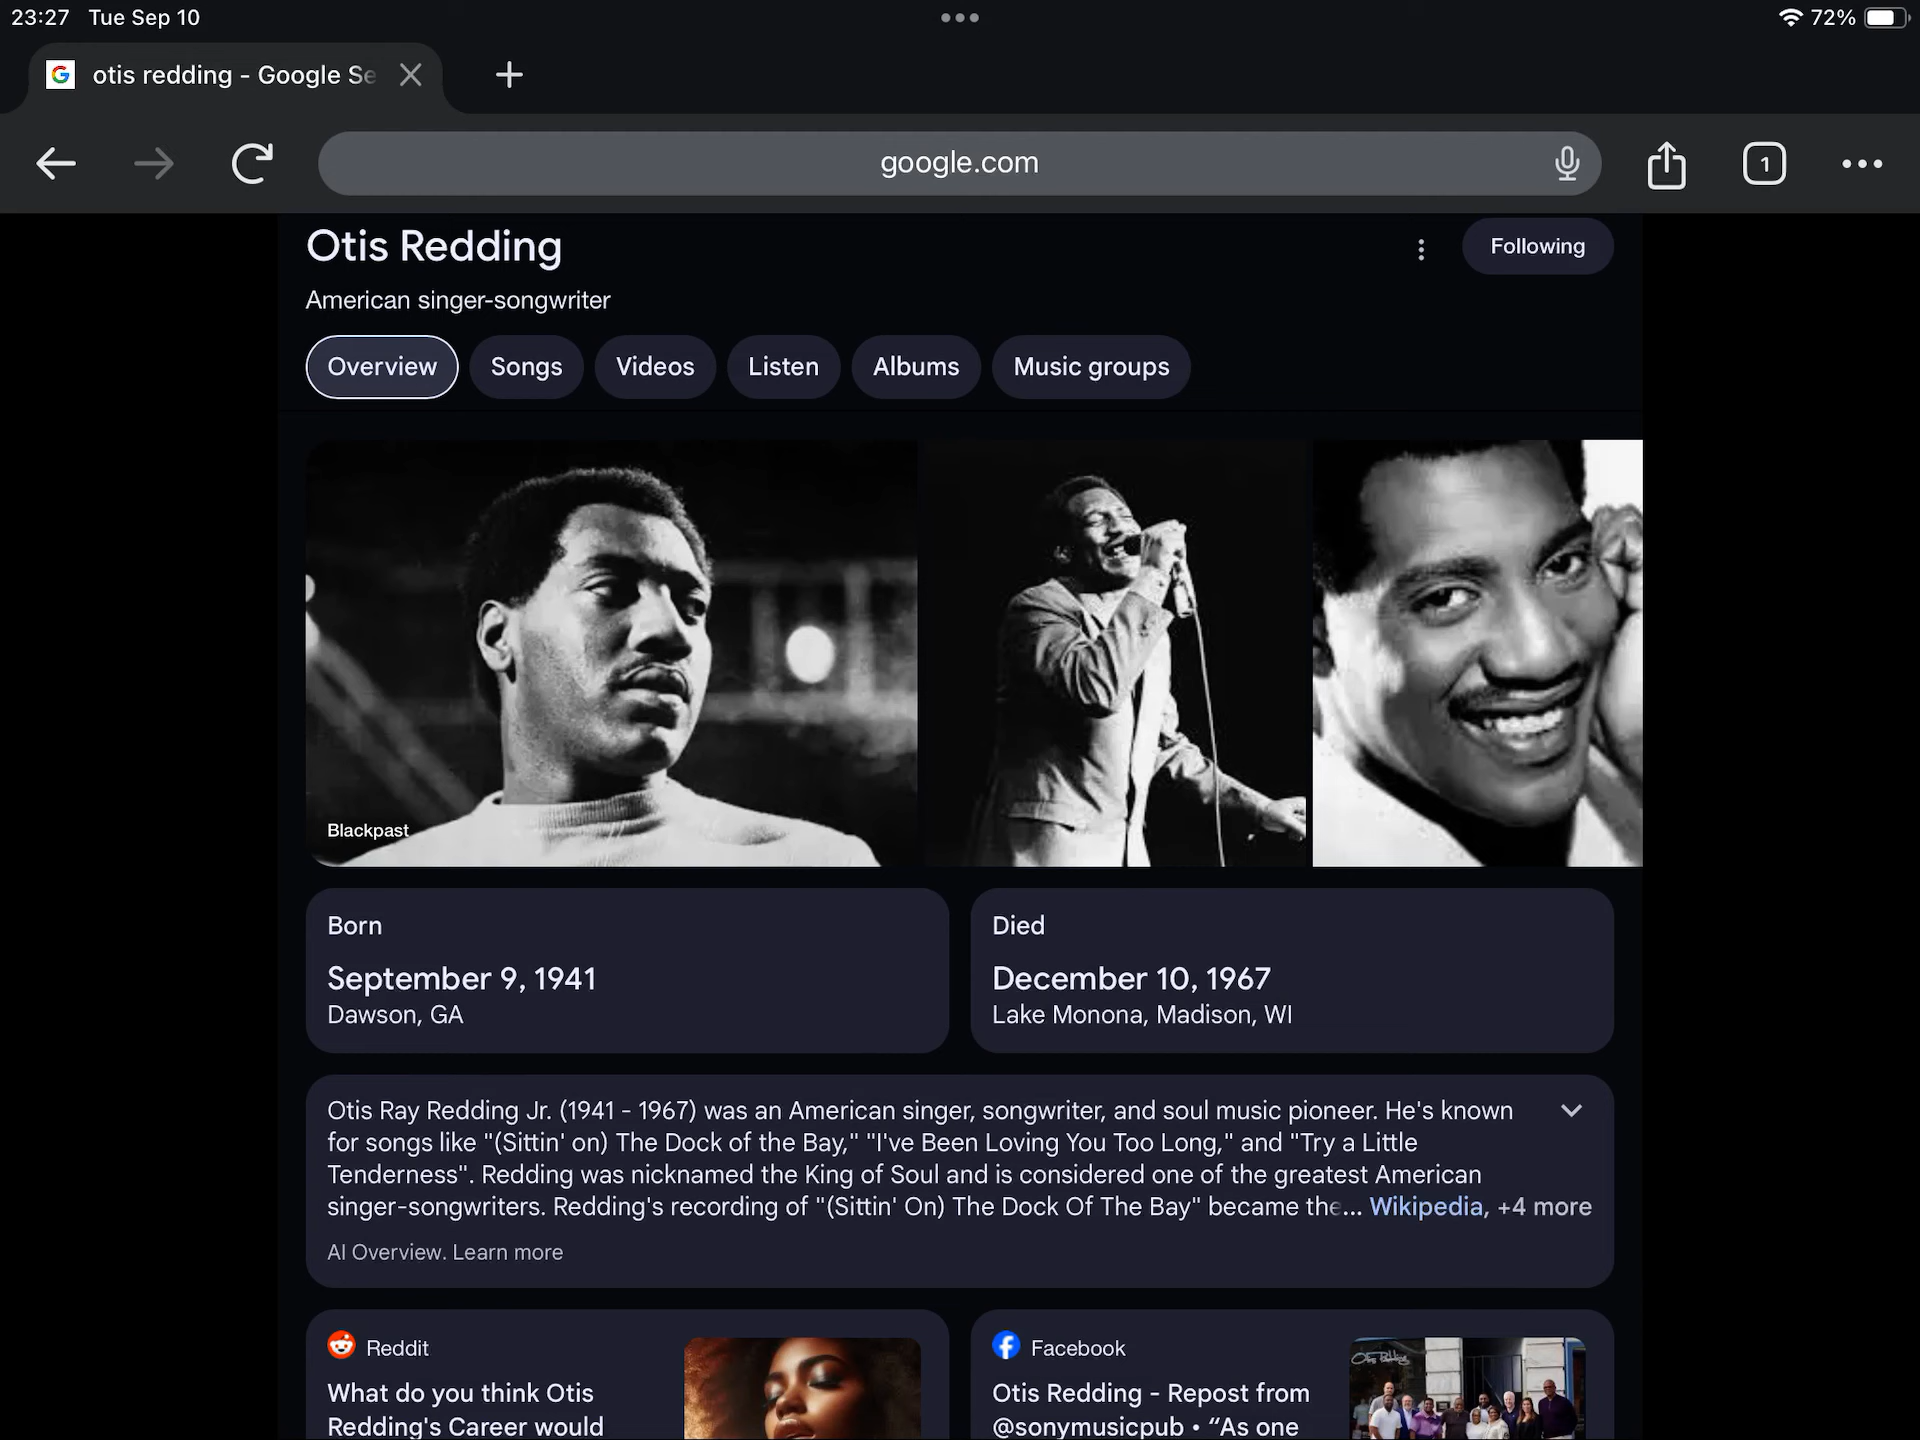 23:27 Tue Sep 10
72%
otis redding - Google Se
google.com
1
Otis Redding
Following
American singer-songwriter
Overview
Songs
Videos
Listen
Albums
Music groups
Blackpast
Born
September 9, 1941
Dawson, GA
Died
December 10, 1967
Lake Monona, Madison, WI
Otis Ray Redding Jr. (1941 - 1967) was an American singer, songwriter, and soul music pioneer. He's known
for songs like "(Sittin' on) The Dock of the Bay," "I've Been Loving You Too Long," and "Try a Little
Tenderness". Redding was nicknamed the King of Soul and is considered one of the greatest American
singer-songwriters. Redding's recording of "(Sittin' On) The Dock Of The Bay" became the... Wikipedia, +4 more
AI Overview. Learn more
Reddit
What do you think Otis
Redding's Career would
Facebook
Otis Redding - Repost from
@sonymusicpub • “As one
Otis Redding